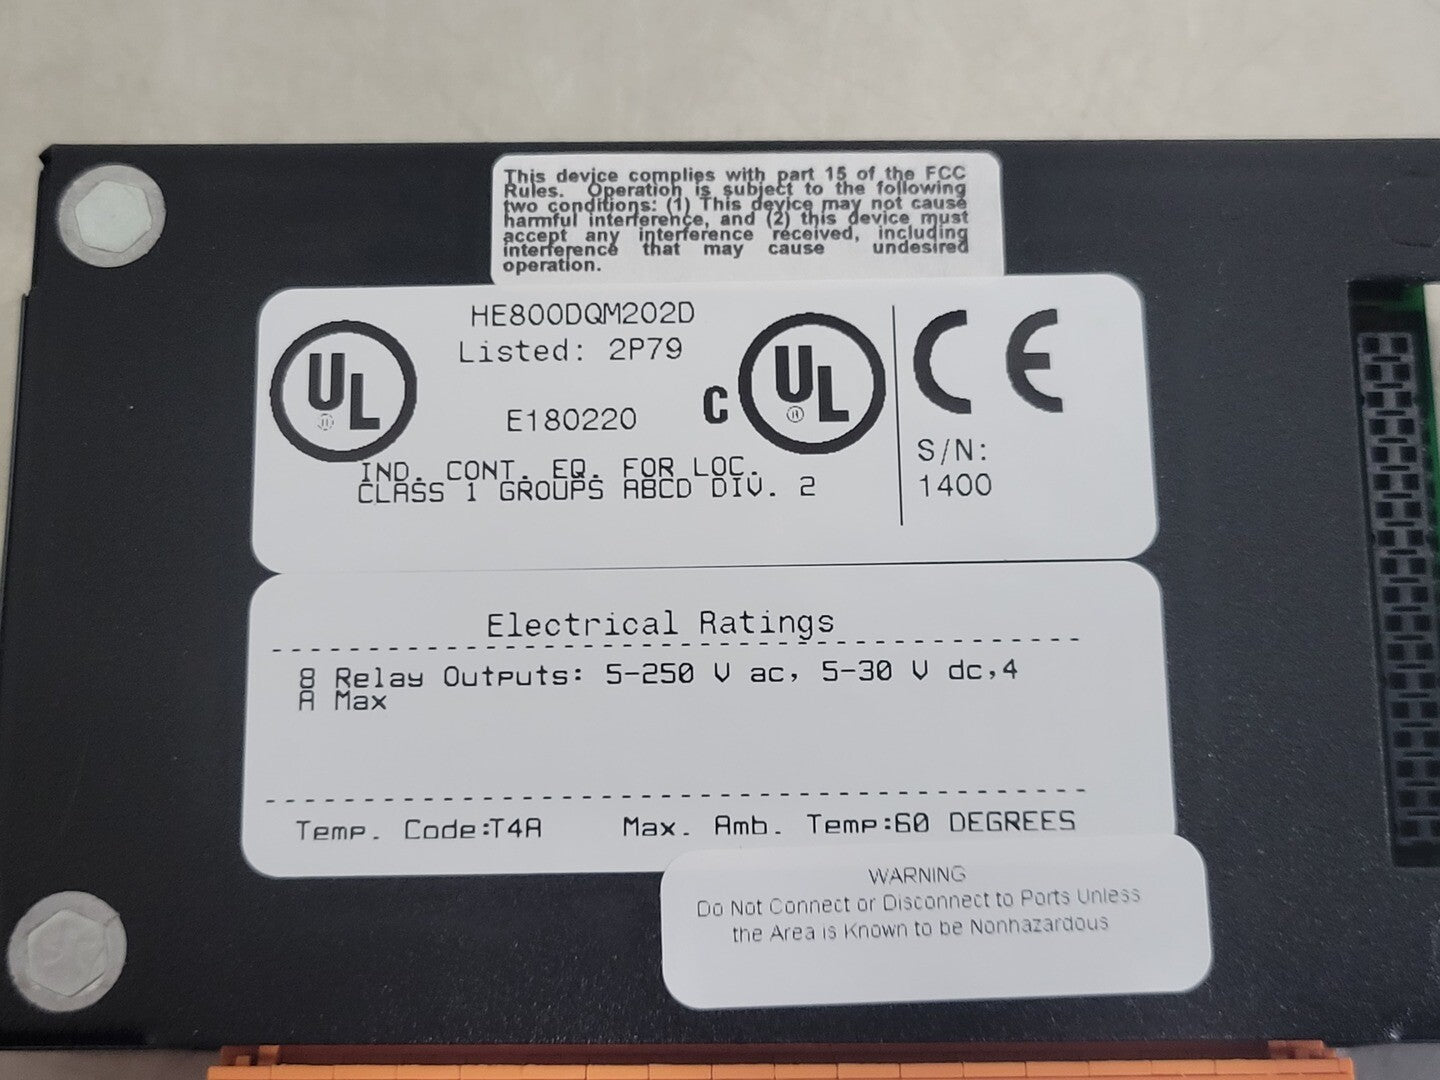 This device complies with part 15 of the FCC
Rules. Operation is subject to the following
two conditions: (1) This device may not cause
harmful interference, and (2) this device must
accept any interference received, including
interference that may cause undesired
operation.
HE800DQM202D
Listed: 2P79
E180220
IND. CONT. EQ. FOR LOC.
CLASS 1 GROUPS ABCD DIV. 2
UL
®
C UL
®
CE
S/N:
1400
Electrical Ratings
8 Relay Outputs: 5-250 V ac, 5-30 V dc,4
A Max
Temp. Code:T4A Max. Amb. Temp:60 DEGREES
WARNING
Do Not Connect or Disconnect to Ports Unless
the Area is Known to be Nonhazardous